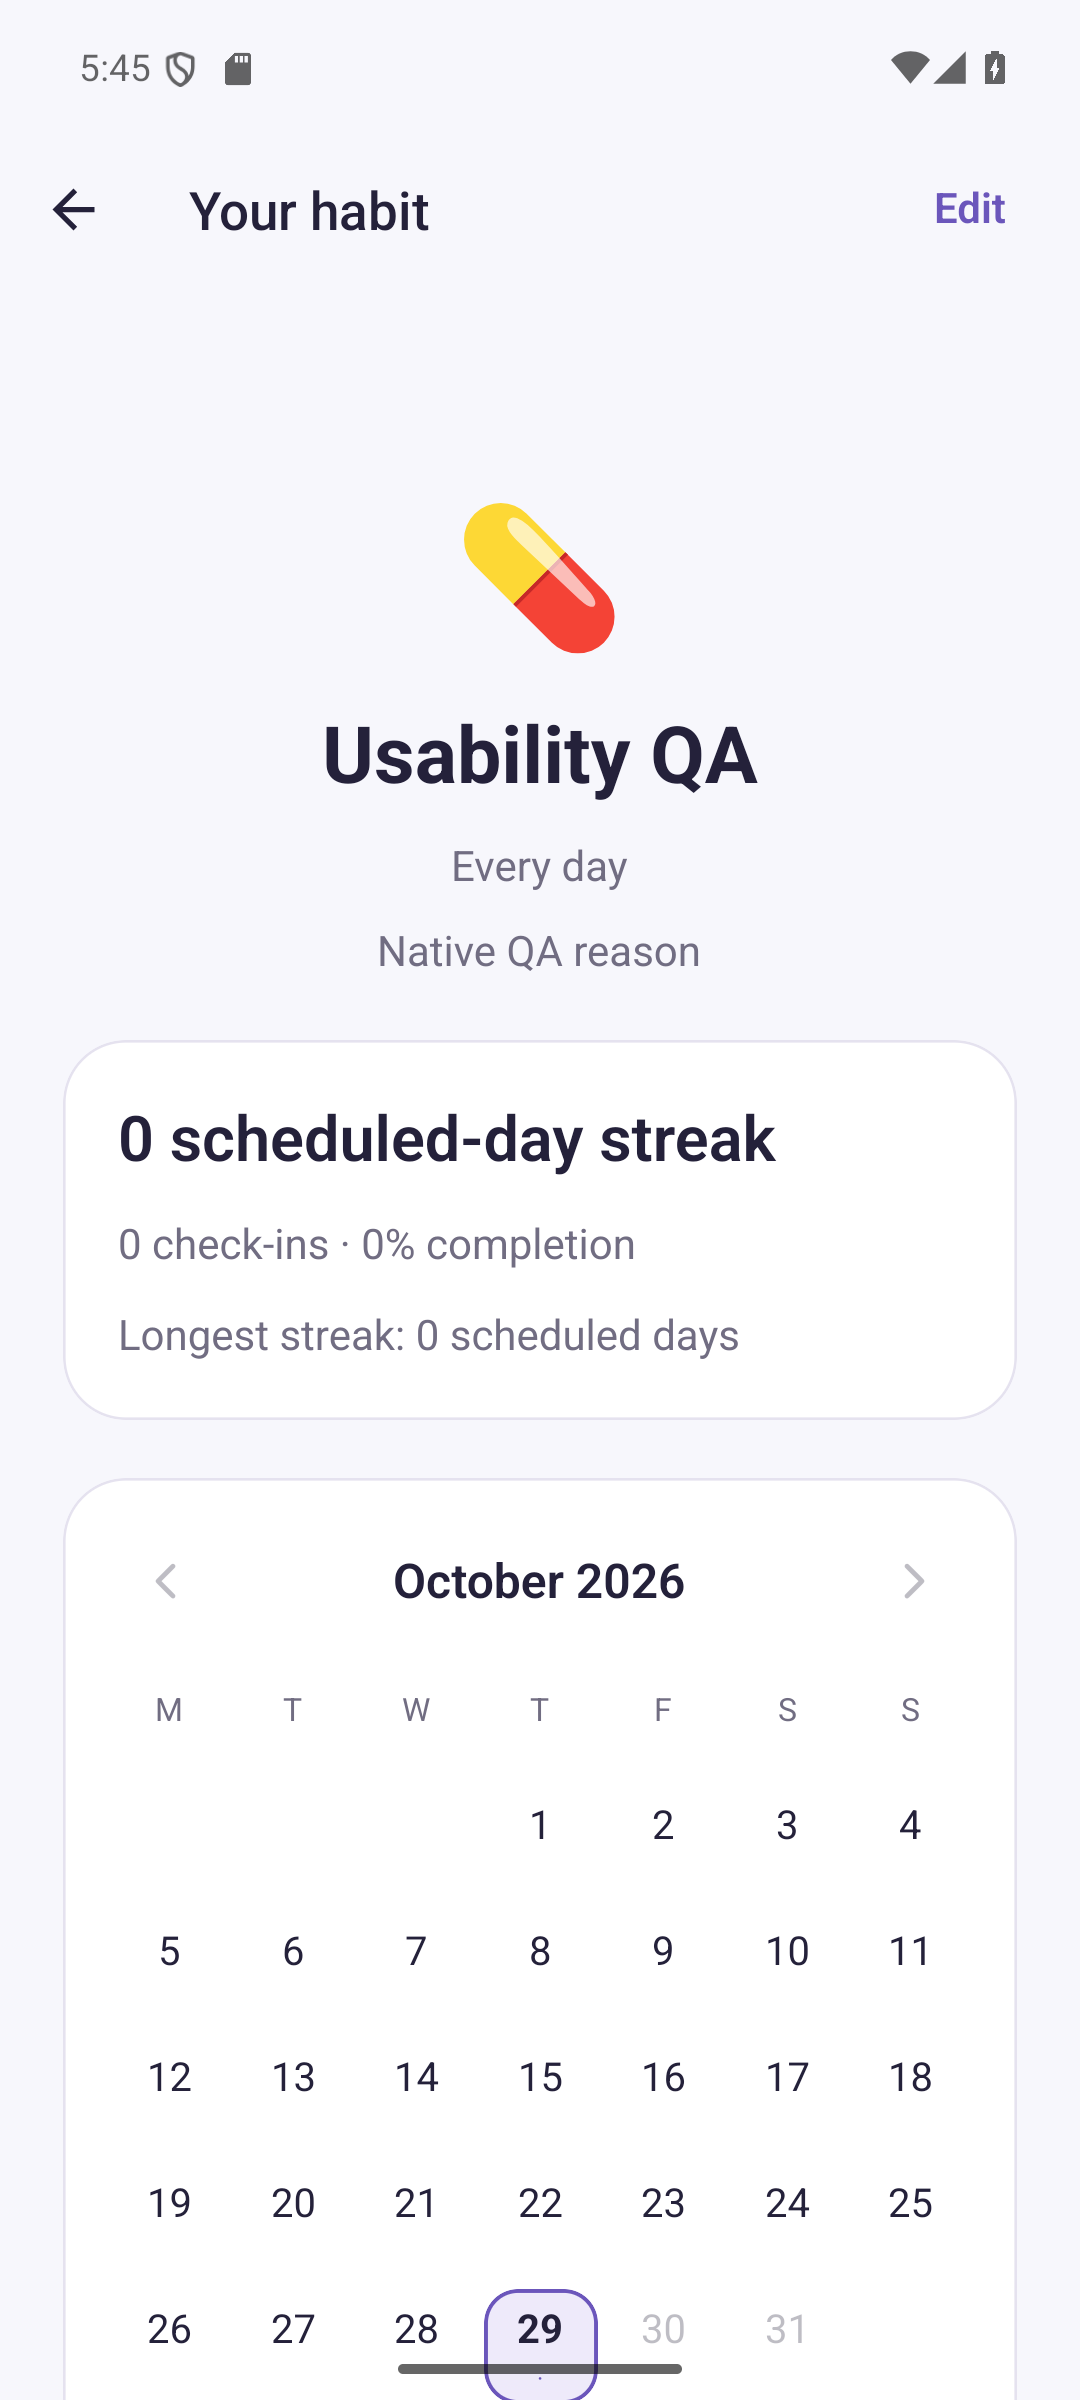 5:45
Your habit
Edit
Usability QA
Every day
Native QA reason
0 scheduled-day streak
0 check-ins · 0% completion
Longest streak: 0 scheduled days
October 2026
M T W T F S S
1 2 3 4
5 6 7 8 9 10 11
12 13 14 15 16 17 18
19 20 21 22 23 24 25
26 27 28 29 30 31